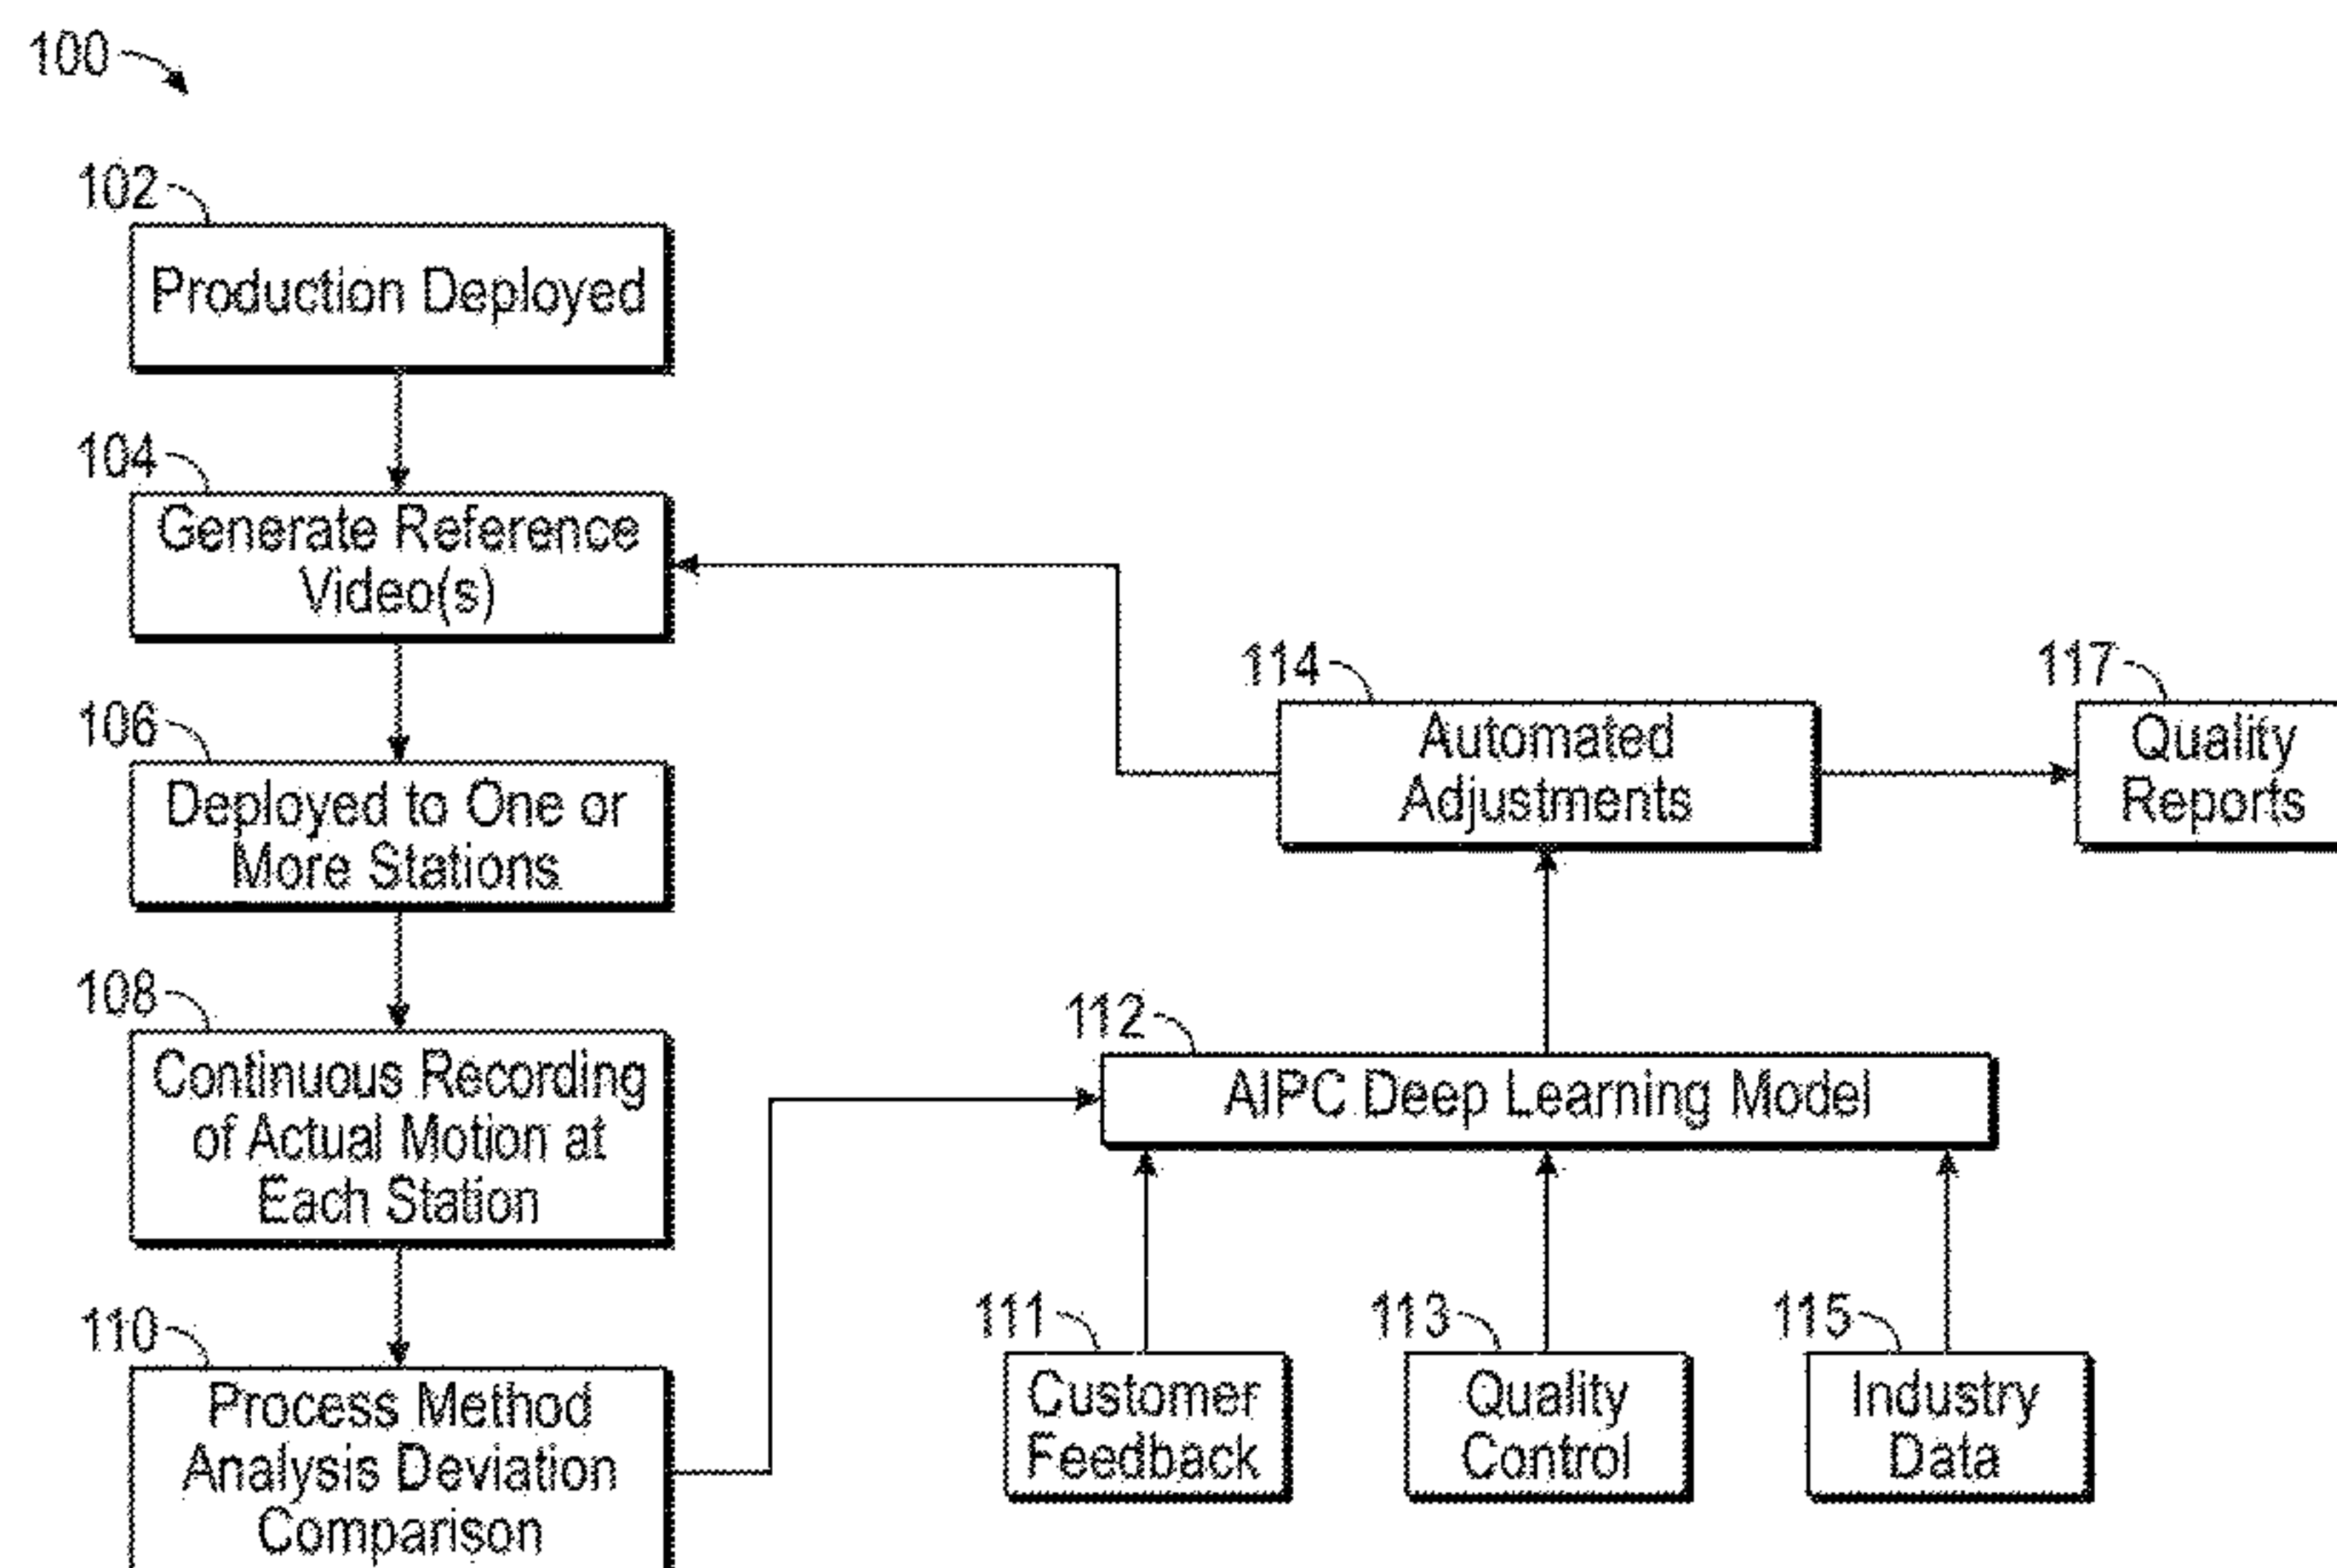 100
102
Production Deployed
104
Generate Reference
Video(s)
106
Deployed to One or
More Stations
108
Continuous Recording
of Actual Motion at
Each Station
110
Process Method
Analysis Deviation
Comparison
114
Automated
Adjustments
117
Quality
Reports
112
AIPC Deep Learning Model
111
Customer
Feedback
113
Quality
Control
115
Industry
Data